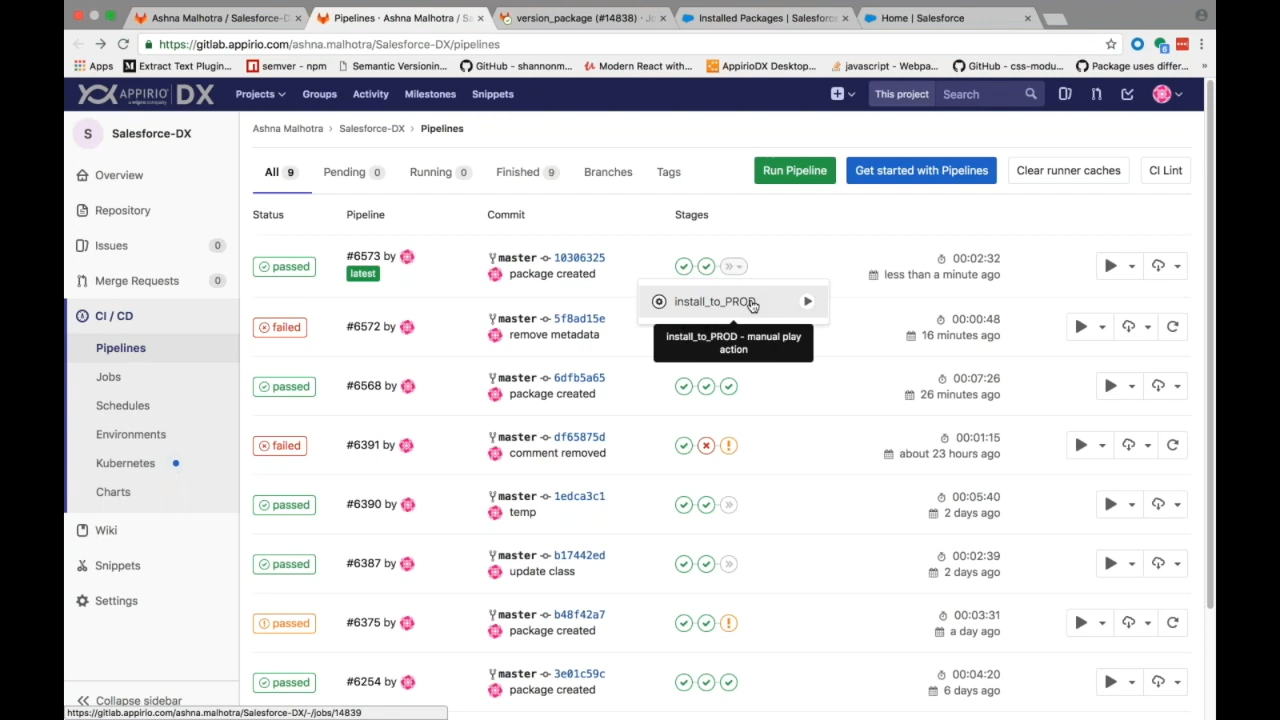 Ashna Malhotra / Salesforce-D
Pipelines · Ashna Malhotra / Sa
version_package (#14838) · Jo
Installed Packages | Salesforc
Home | Salesforce
https://gitlab.appirio.com/ashna.malhotra/Salesforce-DX/pipelines
Apps
Extract Text Plugin...
semver - npm
Semantic Versionin...
GitHub - shannonm...
Modern React with...
AppirioDX Desktop...
javascript - Webpa...
GitHub - css-modu...
Package uses differ...
APPIRIO DX
Projects
Groups
Activity
Milestones
Snippets
This project
Search
S
Salesforce-DX
Overview
Repository
Issues 0
Merge Requests 0
CI / CD
Pipelines
Jobs
Schedules
Environments
Kubernetes
Charts
Wiki
Snippets
Settings
Collapse sidebar
Ashna Malhotra › Salesforce-DX › Pipelines
All 9
Pending 0
Running 0
Finished 9
Branches
Tags
Run Pipeline
Get started with Pipelines
Clear runner caches
CI Lint
Status
Pipeline
Commit
Stages
passed
#6573 by
latest
master 10306325
package created
00:02:32
less than a minute ago
install_to_PROD
install_to_PROD - manual play
action
failed
#6572 by
master 5f8ad15e
remove metadata
00:00:48
16 minutes ago
passed
#6568 by
master 6dfb5a65
package created
00:07:26
26 minutes ago
failed
#6391 by
master df65875d
comment removed
00:01:15
about 23 hours ago
passed
#6390 by
master 1edca3c1
temp
00:05:40
2 days ago
passed
#6387 by
master b17442ed
update class
00:02:39
2 days ago
passed
#6375 by
master b48f42a7
package created
00:03:31
a day ago
passed
#6254 by
master 3e01c59c
package created
00:04:20
6 days ago
https://gitlab.appirio.com/ashna.malhotra/Salesforce-DX/-/jobs/14839